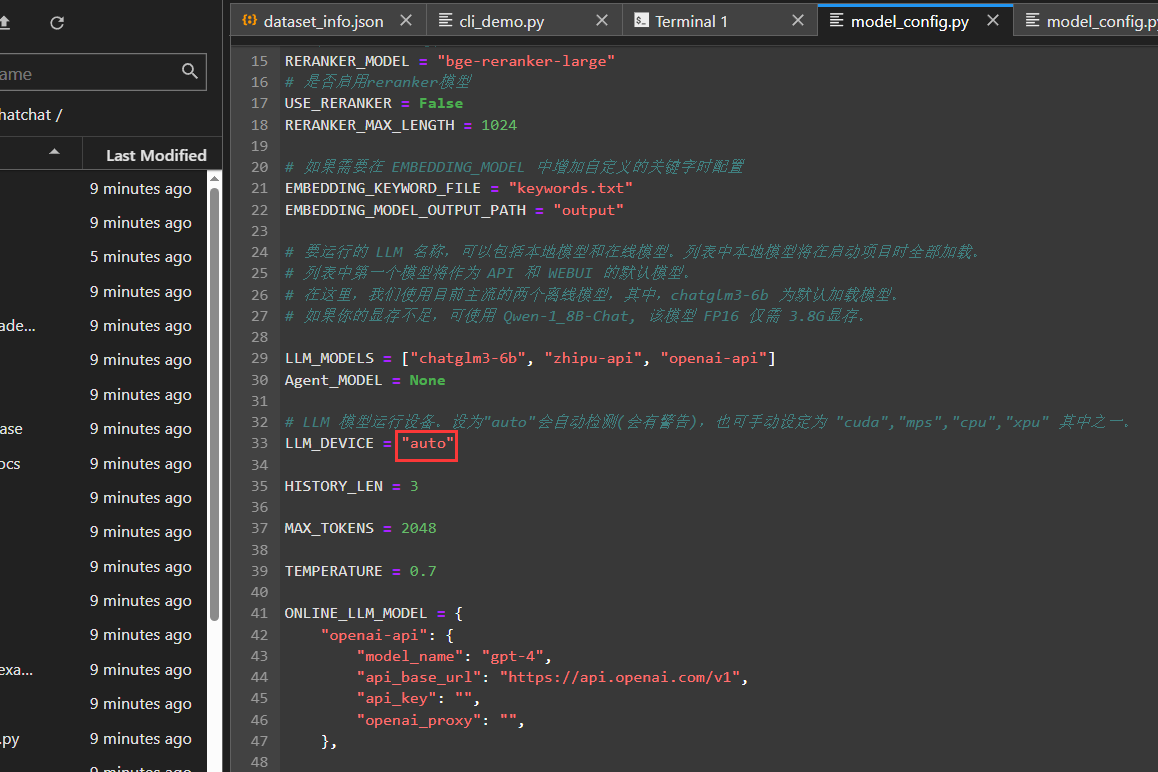 dataset_info.json
cli_demo.py
Terminal 1
model_config.py
model_config.py
ame
hatchat /
Last Modified
9 minutes ago
9 minutes ago
5 minutes ago
9 minutes ago
ade... 9 minutes ago
9 minutes ago
9 minutes ago
ase 9 minutes ago
ocs 9 minutes ago
9 minutes ago
9 minutes ago
9 minutes ago
9 minutes ago
9 minutes ago
exa... 9 minutes ago
9 minutes ago
.py 9 minutes ago
9 minutes ago
15 RERANKER_MODEL = "bge-reranker-large"
16 # 是否启用reranker模型
17 USE_RERANKER = False
18 RERANKER_MAX_LENGTH = 1024
19
20 # 如果需要在 EMBEDDING_MODEL 中增加自定义的关键字时配置
21 EMBEDDING_KEYWORD_FILE = "keywords.txt"
22 EMBEDDING_MODEL_OUTPUT_PATH = "output"
23
24 # 要运行的 LLM 名称，可以包括本地模型和在线模型。列表中本地模型将在启动项目时全部加载。
25 # 列表中第一个模型将作为 API 和 WEBUI 的默认模型。
26 # 在这里，我们使用目前主流的两个离线模型，其中，chatglm3-6b 为默认加载模型。
27 # 如果你的显存不足，可使用 Qwen-1_8B-Chat, 该模型 FP16 仅需 3.8G显存。
28
29 LLM_MODELS = ["chatglm3-6b", "zhipu-api", "openai-api"]
30 Agent_MODEL = None
31
32 # LLM 模型运行设备。设为"auto"会自动检测(会有警告)，也可手动设定为 "cuda","mps","cpu","xpu" 其中之一。
33 LLM_DEVICE = "auto"
34
35 HISTORY_LEN = 3
36
37 MAX_TOKENS = 2048
38
39 TEMPERATURE = 0.7
40
41 ONLINE_LLM_MODEL = {
42 "openai-api": {
43 "model_name": "gpt-4",
44 "api_base_url": "https://api.openai.com/v1",
45 "api_key": "",
46 "openai_proxy": "",
47 },
48